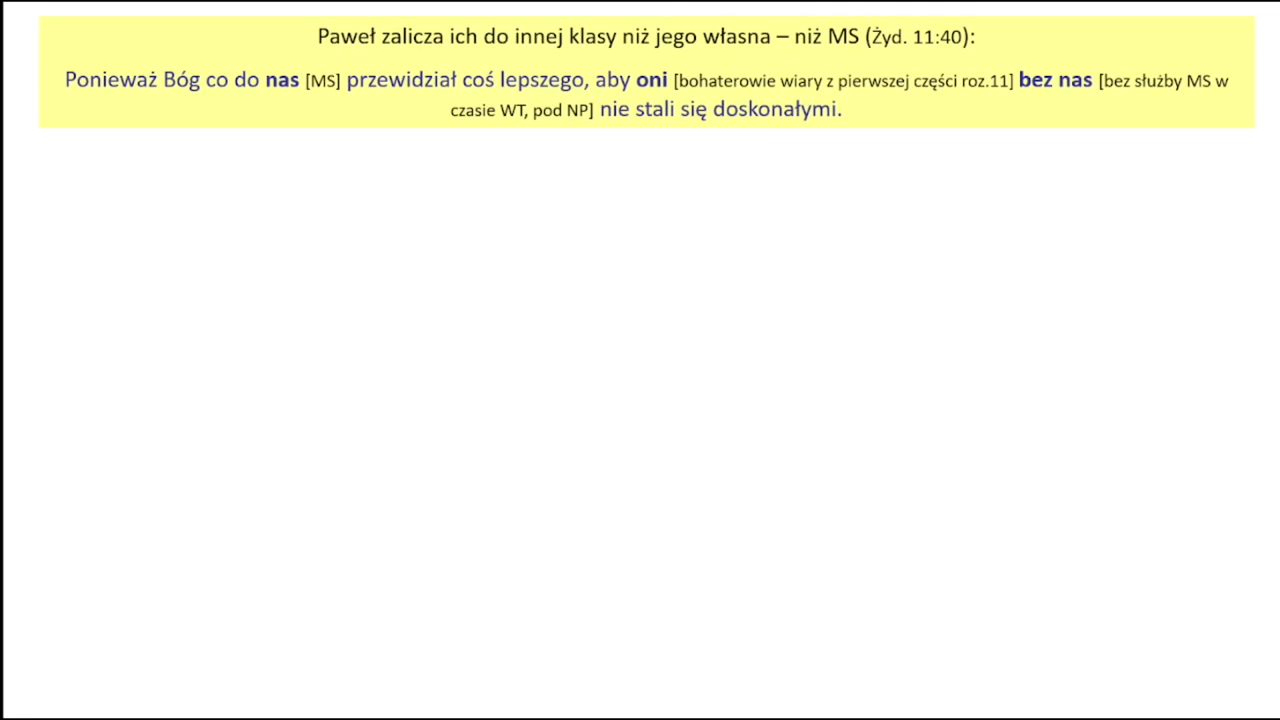 Paweł zalicza ich do innej klasy niż jego własna – niż MS (Żyd. 11:40):
Ponieważ Bóg co do nas [MS] przewidział coś lepszego, aby oni [bohaterowie wiary z pierwszej części roz.11] bez nas [bez służby MS w
czasie WT, pod NP] nie stali się doskonałymi.